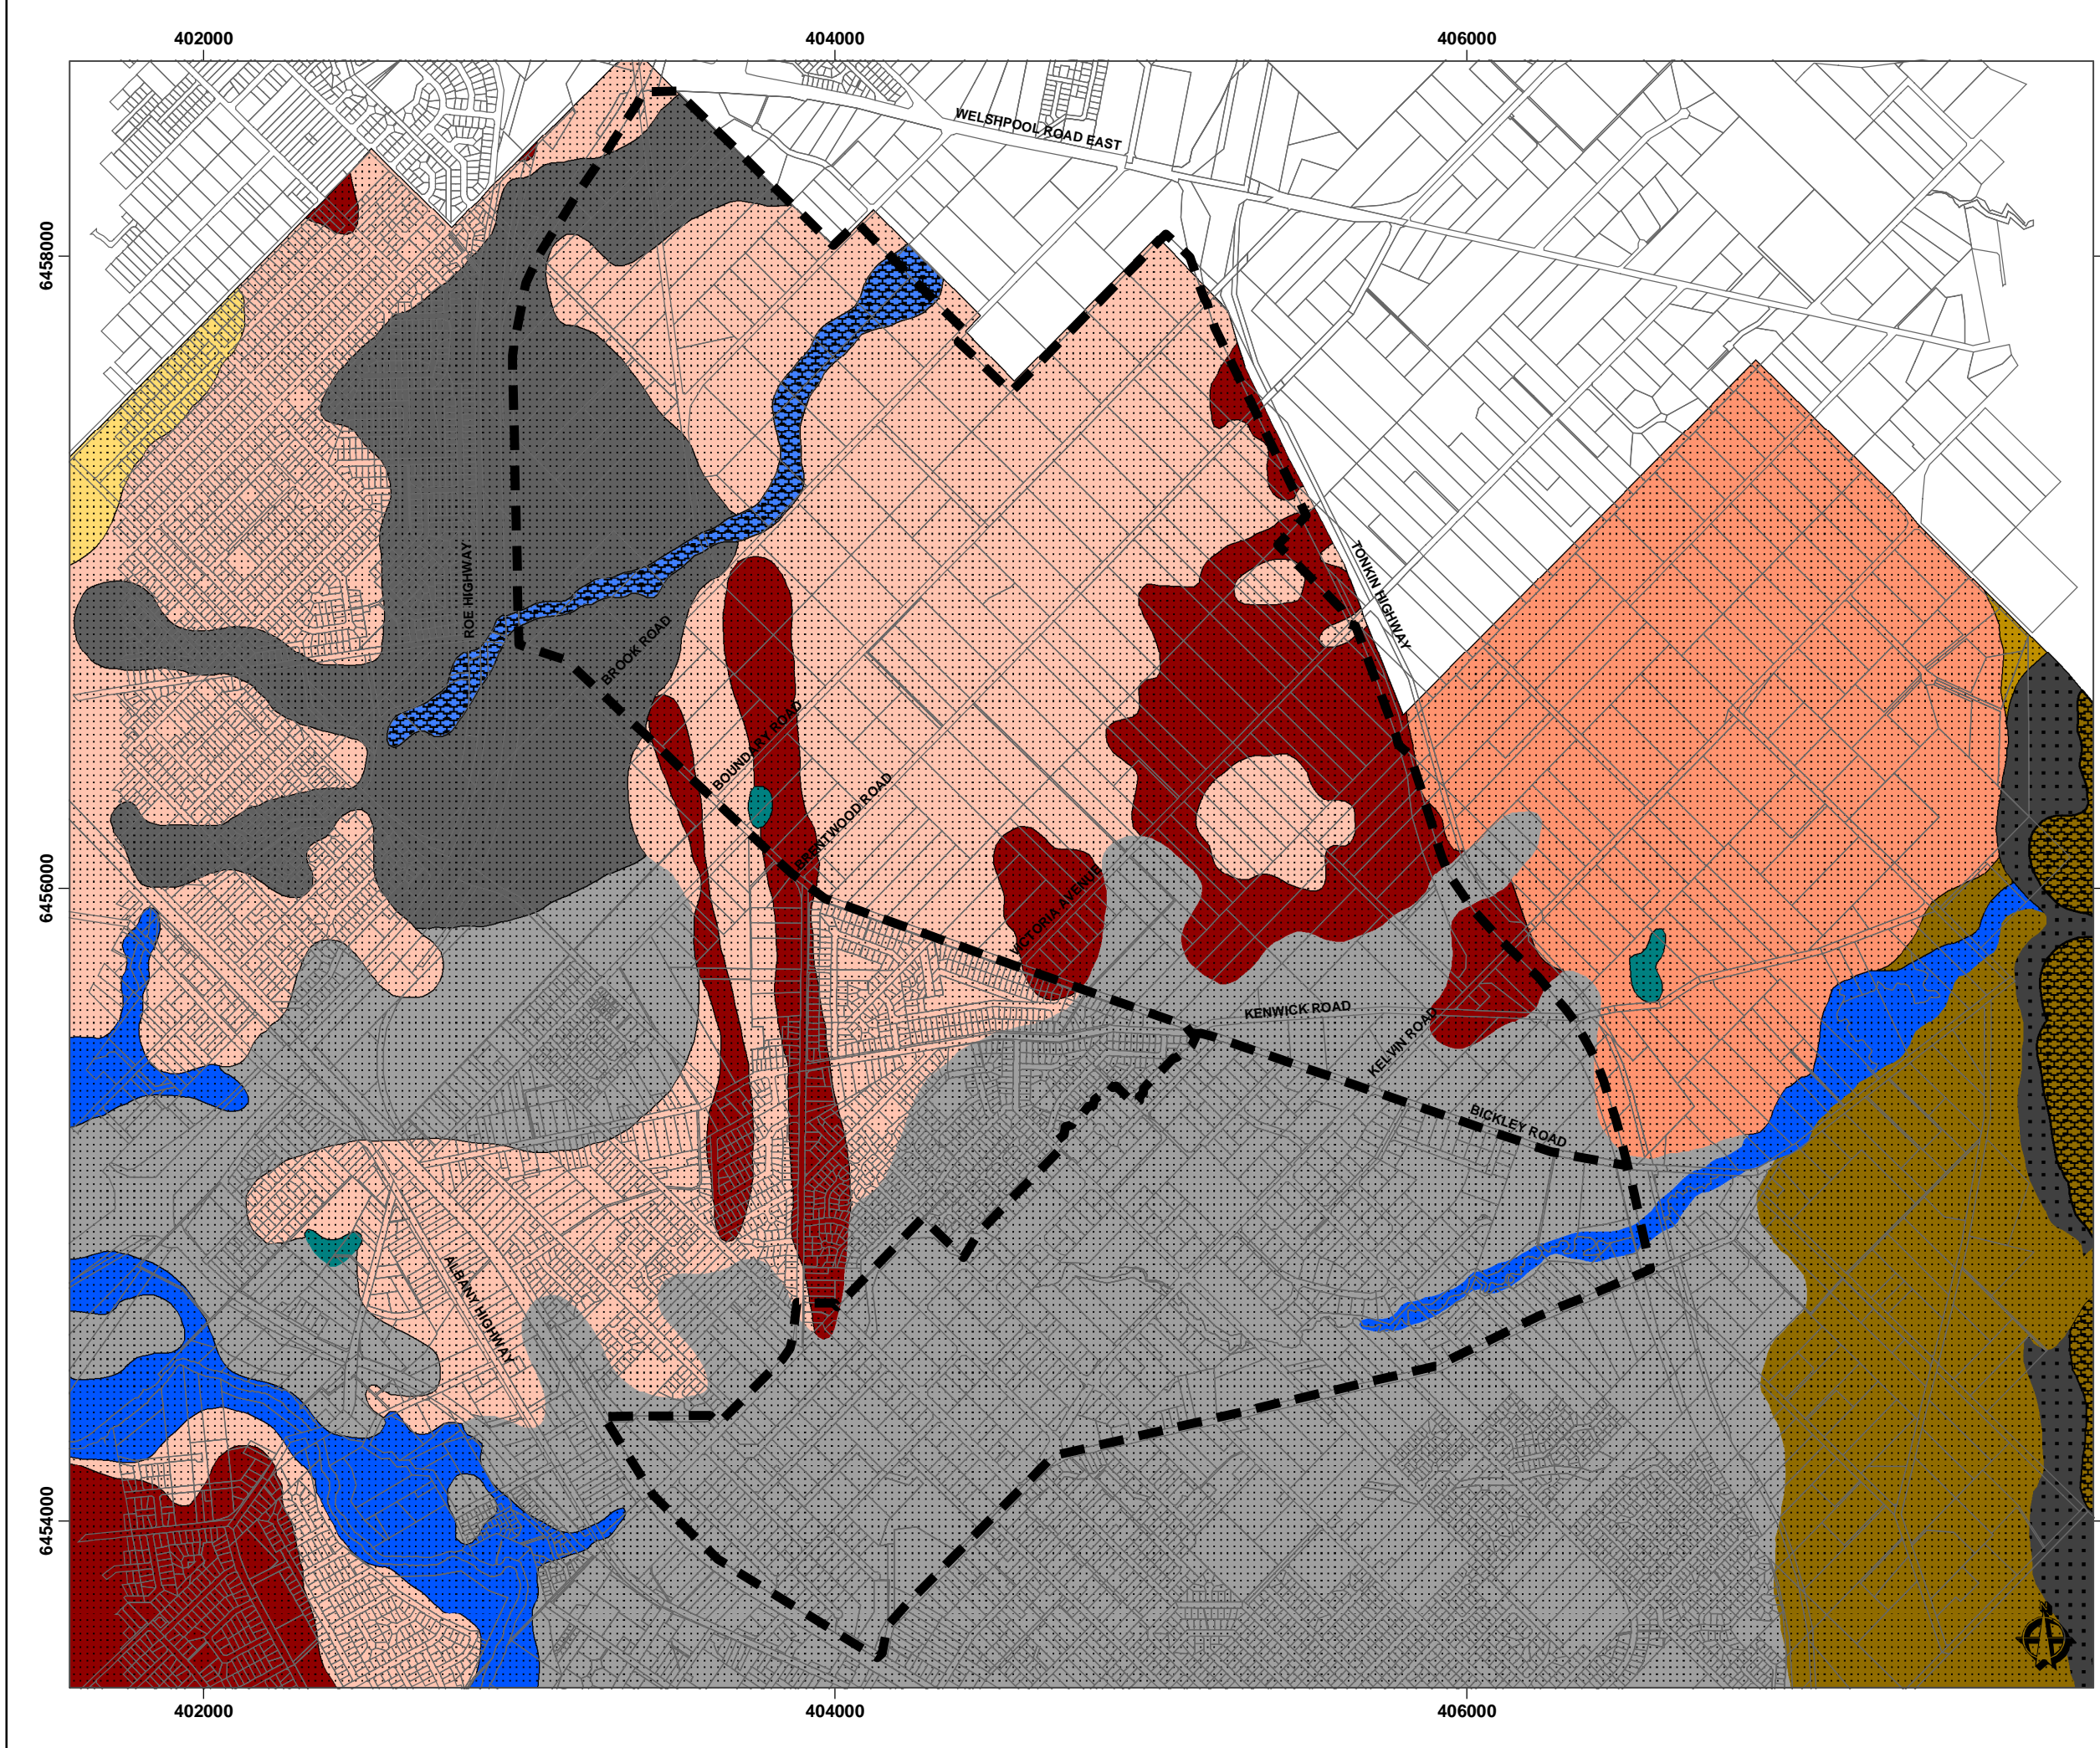 402000
404000
406000
WELSHPOOL ROAD EAST
6458000
ROE HIGHWAY
TONKIN HIGHWAY
BROOK ROAD
BOUNDARY ROAD
BRENTWOOD ROAD
6456000
VICTORIA AVENUE
KENWICK ROAD
KELVIN ROAD
BICKLEY ROAD
ALBANY HIGHWAY
6454000
402000
404000
406000